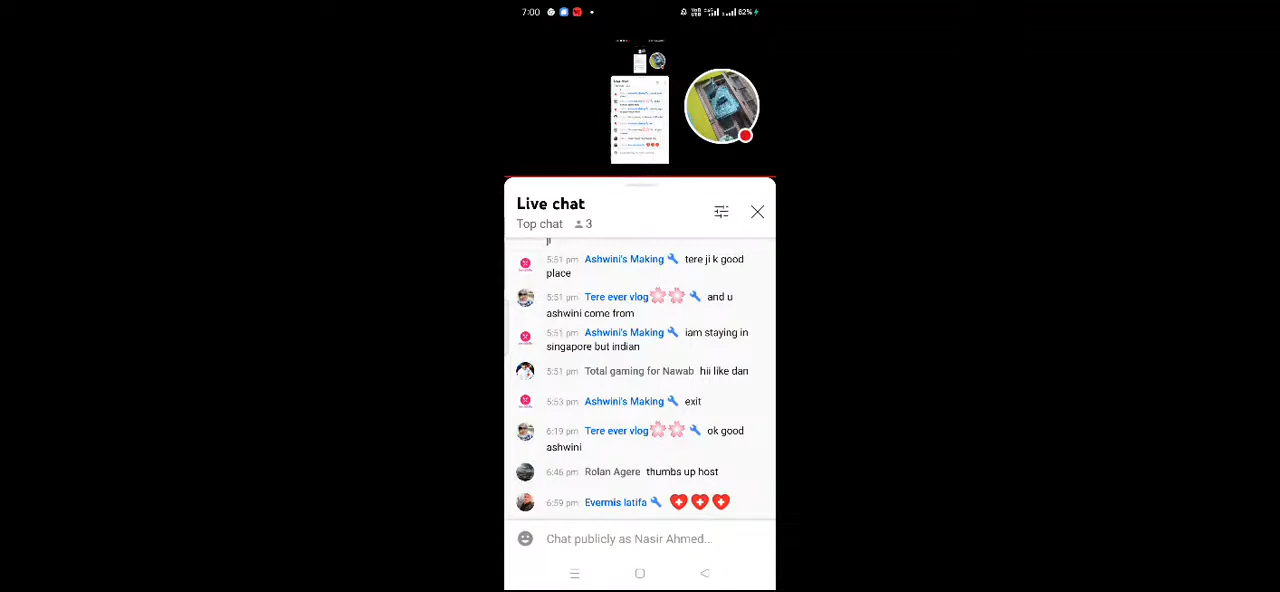 7:00
62%
Live chat
Top chat 3
ji
5:51 pm Ashwini's Making tere ji k good
place
5:51 pm Tere ever vlog🌸🌸 and u
ashwini come from
5:51 pm Ashwini's Making iam staying in
singapore but indian
5:51 pm Total gaming for Nawab hii like dan
5:53 pm Ashwini's Making exit
6:19 pm Tere ever vlog🌸🌸 ok good
ashwini
6:46 pm Rolan Agere thumbs up host
6:59 pm Evermis latifa
Chat publicly as Nasir Ahmed...